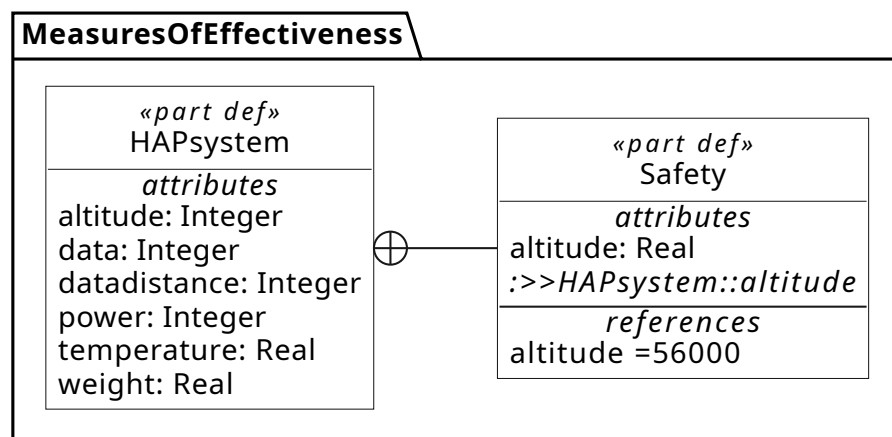 MeasuresOfEffectiveness
«part def»
HAPsystem
attributes
altitude: Integer
data: Integer
datadistance: Integer
power: Integer
temperature: Real
weight: Real
«part def»
Safety
attributes
altitude: Real
:>>HAPsystem::altitude
references
altitude =56000